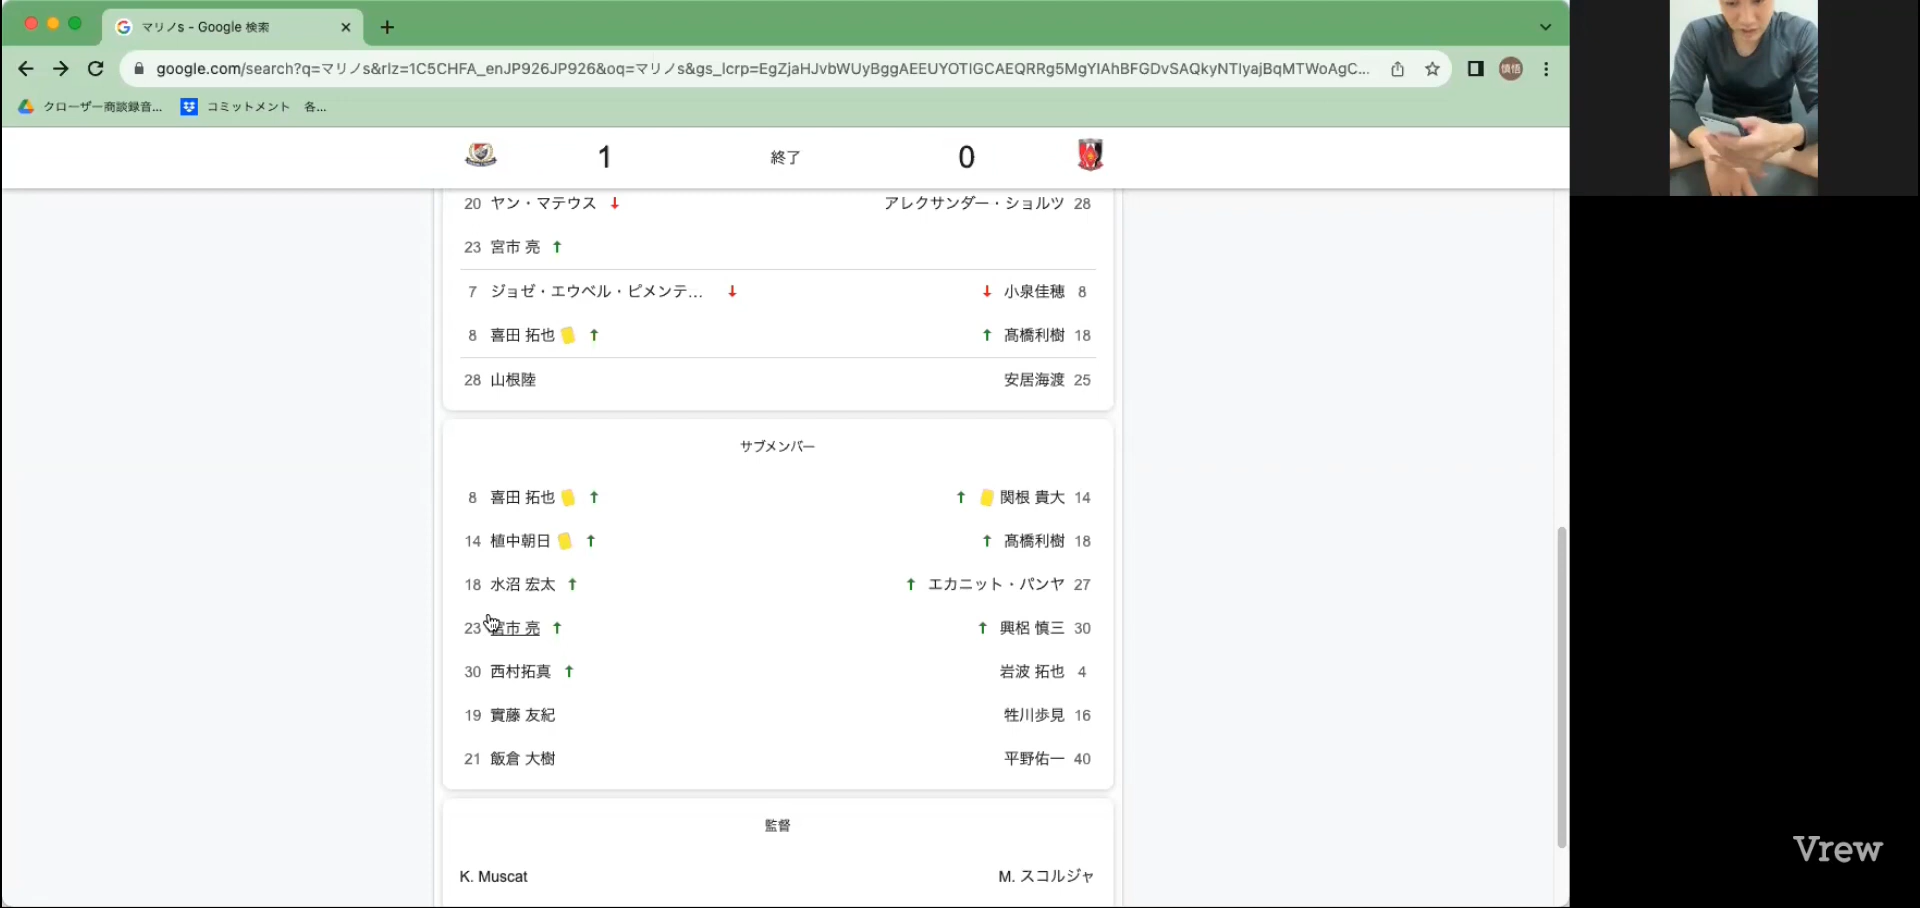 マリノs - Google 検索
google.com/search?q=マリノs&rlz=1C5CHFA_enJP926JP926&oq=マリノs&gs_lcrp=EgZjaHJvbWUyBggAEEUYOTIGCAEQRRg5MgYIAhBFGDvSAQkyNTIyajBqMTWoAgC...
慎悟
クローザー商談録音... コミットメント 各...
1 終了 0
20 ヤン・マテウス ↓ アレクサンダー・ショルツ 28
23 宮市 亮 ↑
7 ジョゼ・エウベル・ピメンテ... ↓ ↓ 小泉佳穂 8
8 喜田 拓也 ↑ ↑ 髙橋利樹 18
28 山根陸 安居海渡 25
サブメンバー
8 喜田 拓也 ↑ ↑ 関根 貴大 14
14 植中朝日 ↑ ↑ 髙橋利樹 18
18 水沼 宏太 ↑ ↑ エカニット・パンヤ 27
23 宮市 亮 ↑ ↑ 興梠 慎三 30
30 西村拓真 ↑ 岩波 拓也 4
19 實藤 友紀 牲川歩見 16
21 飯倉 大樹 平野佑一 40
監督
K. Muscat M. スコルジャ
Vrew